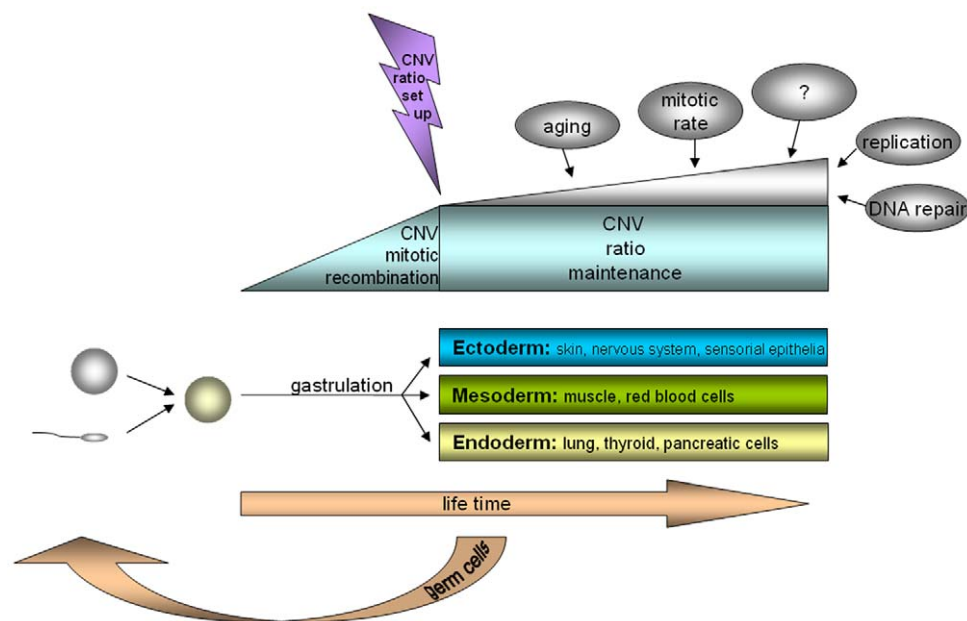 CNV
ratio
set
up
aging
mitotic
rate
?
replication
DNA repair
CNV
mitotic
recombination
CNV
ratio
maintenance
gastrulation
Ectoderm: skin, nervous system, sensorial epithelia
Mesoderm: muscle, red blood cells
Endoderm: lung, thyroid, pancreatic cells
life time
germ cells